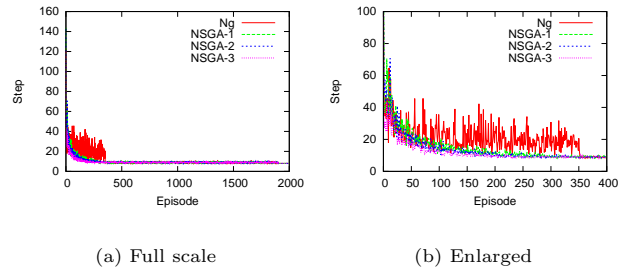 160
140
120
100
80
60
40
20
0
Step
0 500 1000 1500 2000
Episode
Ng
NSGA-1
NSGA-2
NSGA-3
(a) Full scale
100
80
60
40
20
0
Step
0 50 100 150 200 250 300 350 400
Episode
Ng
NSGA-1
NSGA-2
NSGA-3
(b) Enlarged